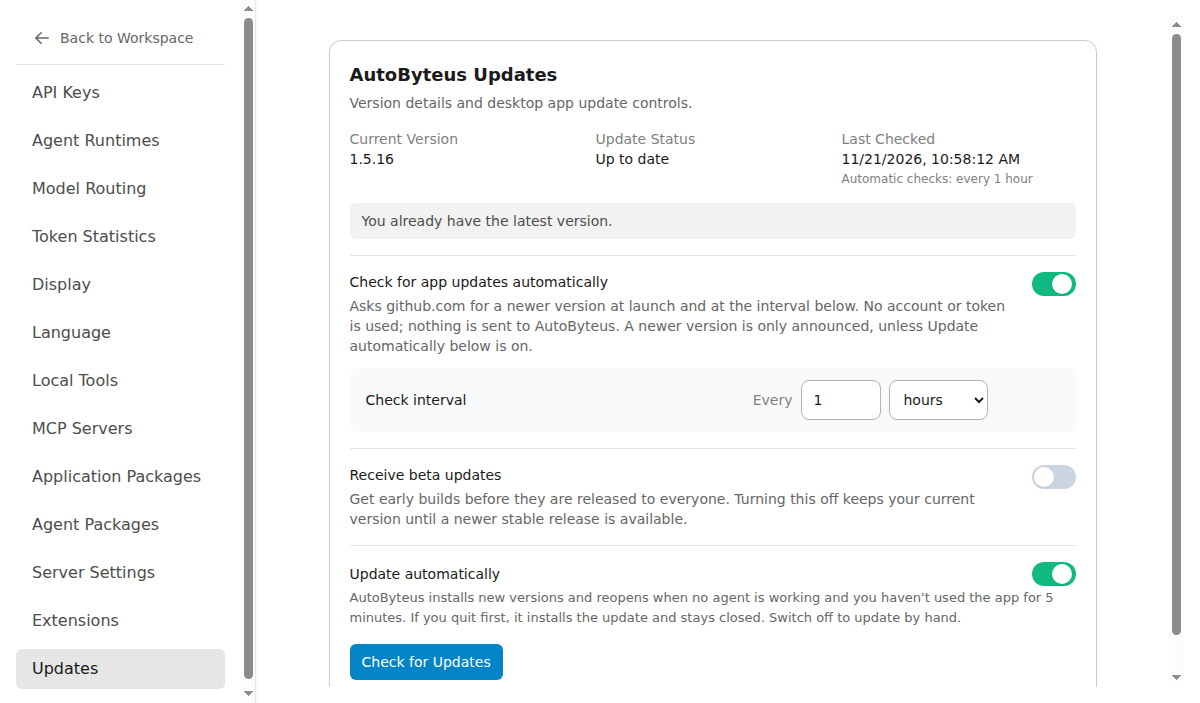 Back to Workspace
API Keys
Agent Runtimes
Model Routing
Token Statistics
Display
Language
Local Tools
MCP Servers
Application Packages
Agent Packages
Server Settings
Extensions
Updates
AutoByteus Updates
Version details and desktop app update controls.
Current Version
1.5.16
Update Status
Up to date
Last Checked
11/21/2026, 10:58:12 AM
Automatic checks: every 1 hour
You already have the latest version.
Check for app updates automatically
Asks github.com for a newer version at launch and at the interval below. No account or token
is used; nothing is sent to AutoByteus. A newer version is only announced, unless Update
automatically below is on.
Check interval
Every
1
hours
Receive beta updates
Get early builds before they are released to everyone. Turning this off keeps your current
version until a newer stable release is available.
Update automatically
AutoByteus installs new versions and reopens when no agent is working and you haven't used the app for 5
minutes. If you quit first, it installs the update and stays closed. Switch off to update by hand.
Check for Updates